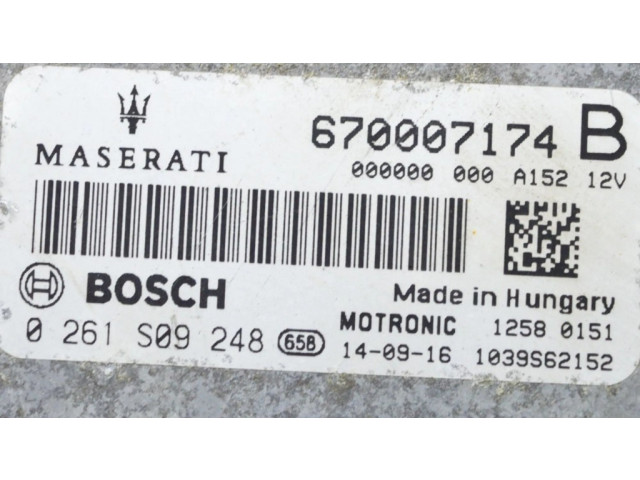 670007174 B
MASERATI
000000 000 A152 12V
BOSCH
Made in Hungary
0 261 S09 248 65B
MOTRONIC 1258 0151
14-09-16 1039S62152